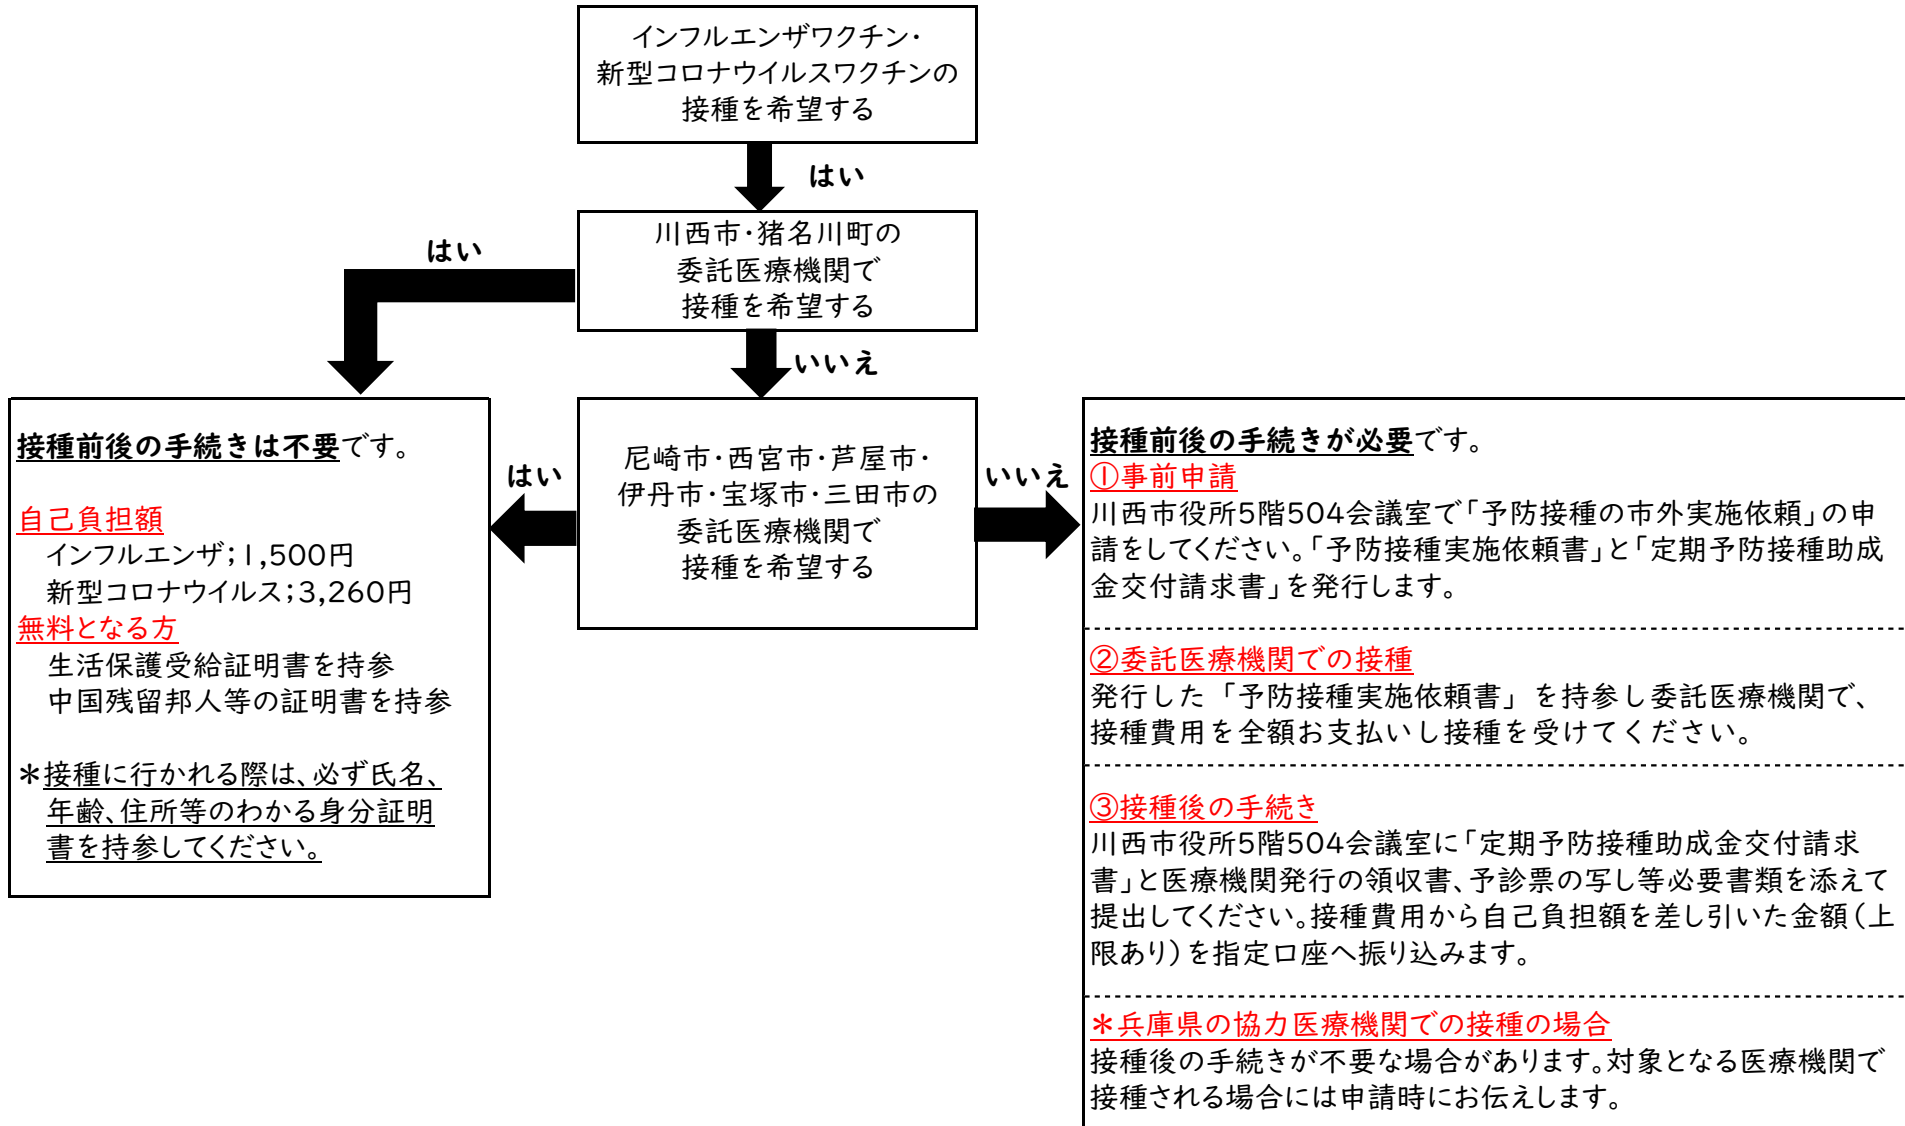 インフルエンザワクチン・
新型コロナウイルスワクチンの
接種を希望する
はい
川西市・猪名川町の
委託医療機関で
接種を希望する
はい
いいえ
尼崎市・西宮市・芦屋市・
伊丹市・宝塚市・三田市の
委託医療機関で
接種を希望する
はい
いいえ
接種前後の手続きは不要です。
自己負担額
インフルエンザ;1,500円
新型コロナウイルス;3,260円
無料となる方
生活保護受給証明書を持参
中国残留邦人等の証明書を持参
＊接種に行かれる際は、必ず氏名、
年齢、住所等のわかる身分証明
書を持参してください。
接種前後の手続きが必要です。
①事前申請
川西市役所5階504会議室で「予防接種の市外実施依頼」の申
請をしてください。「予防接種実施依頼書」と「定期予防接種助成
金交付請求書」を発行します。
②委託医療機関での接種
発行した「予防接種実施依頼書」を持参し委託医療機関で、
接種費用を全額お支払いし接種を受けてください。
③接種後の手続き
川西市役所5階504会議室に「定期予防接種助成金交付請求
書」と医療機関発行の領収書、予診票の写し等必要書類を添えて
提出してください。接種費用から自己負担額を差し引いた金額(上
限あり)を指定口座へ振り込みます。
＊兵庫県の協力医療機関での接種の場合
接種後の手続きが不要な場合があります。対象となる医療機関で
接種される場合には申請時にお伝えします。